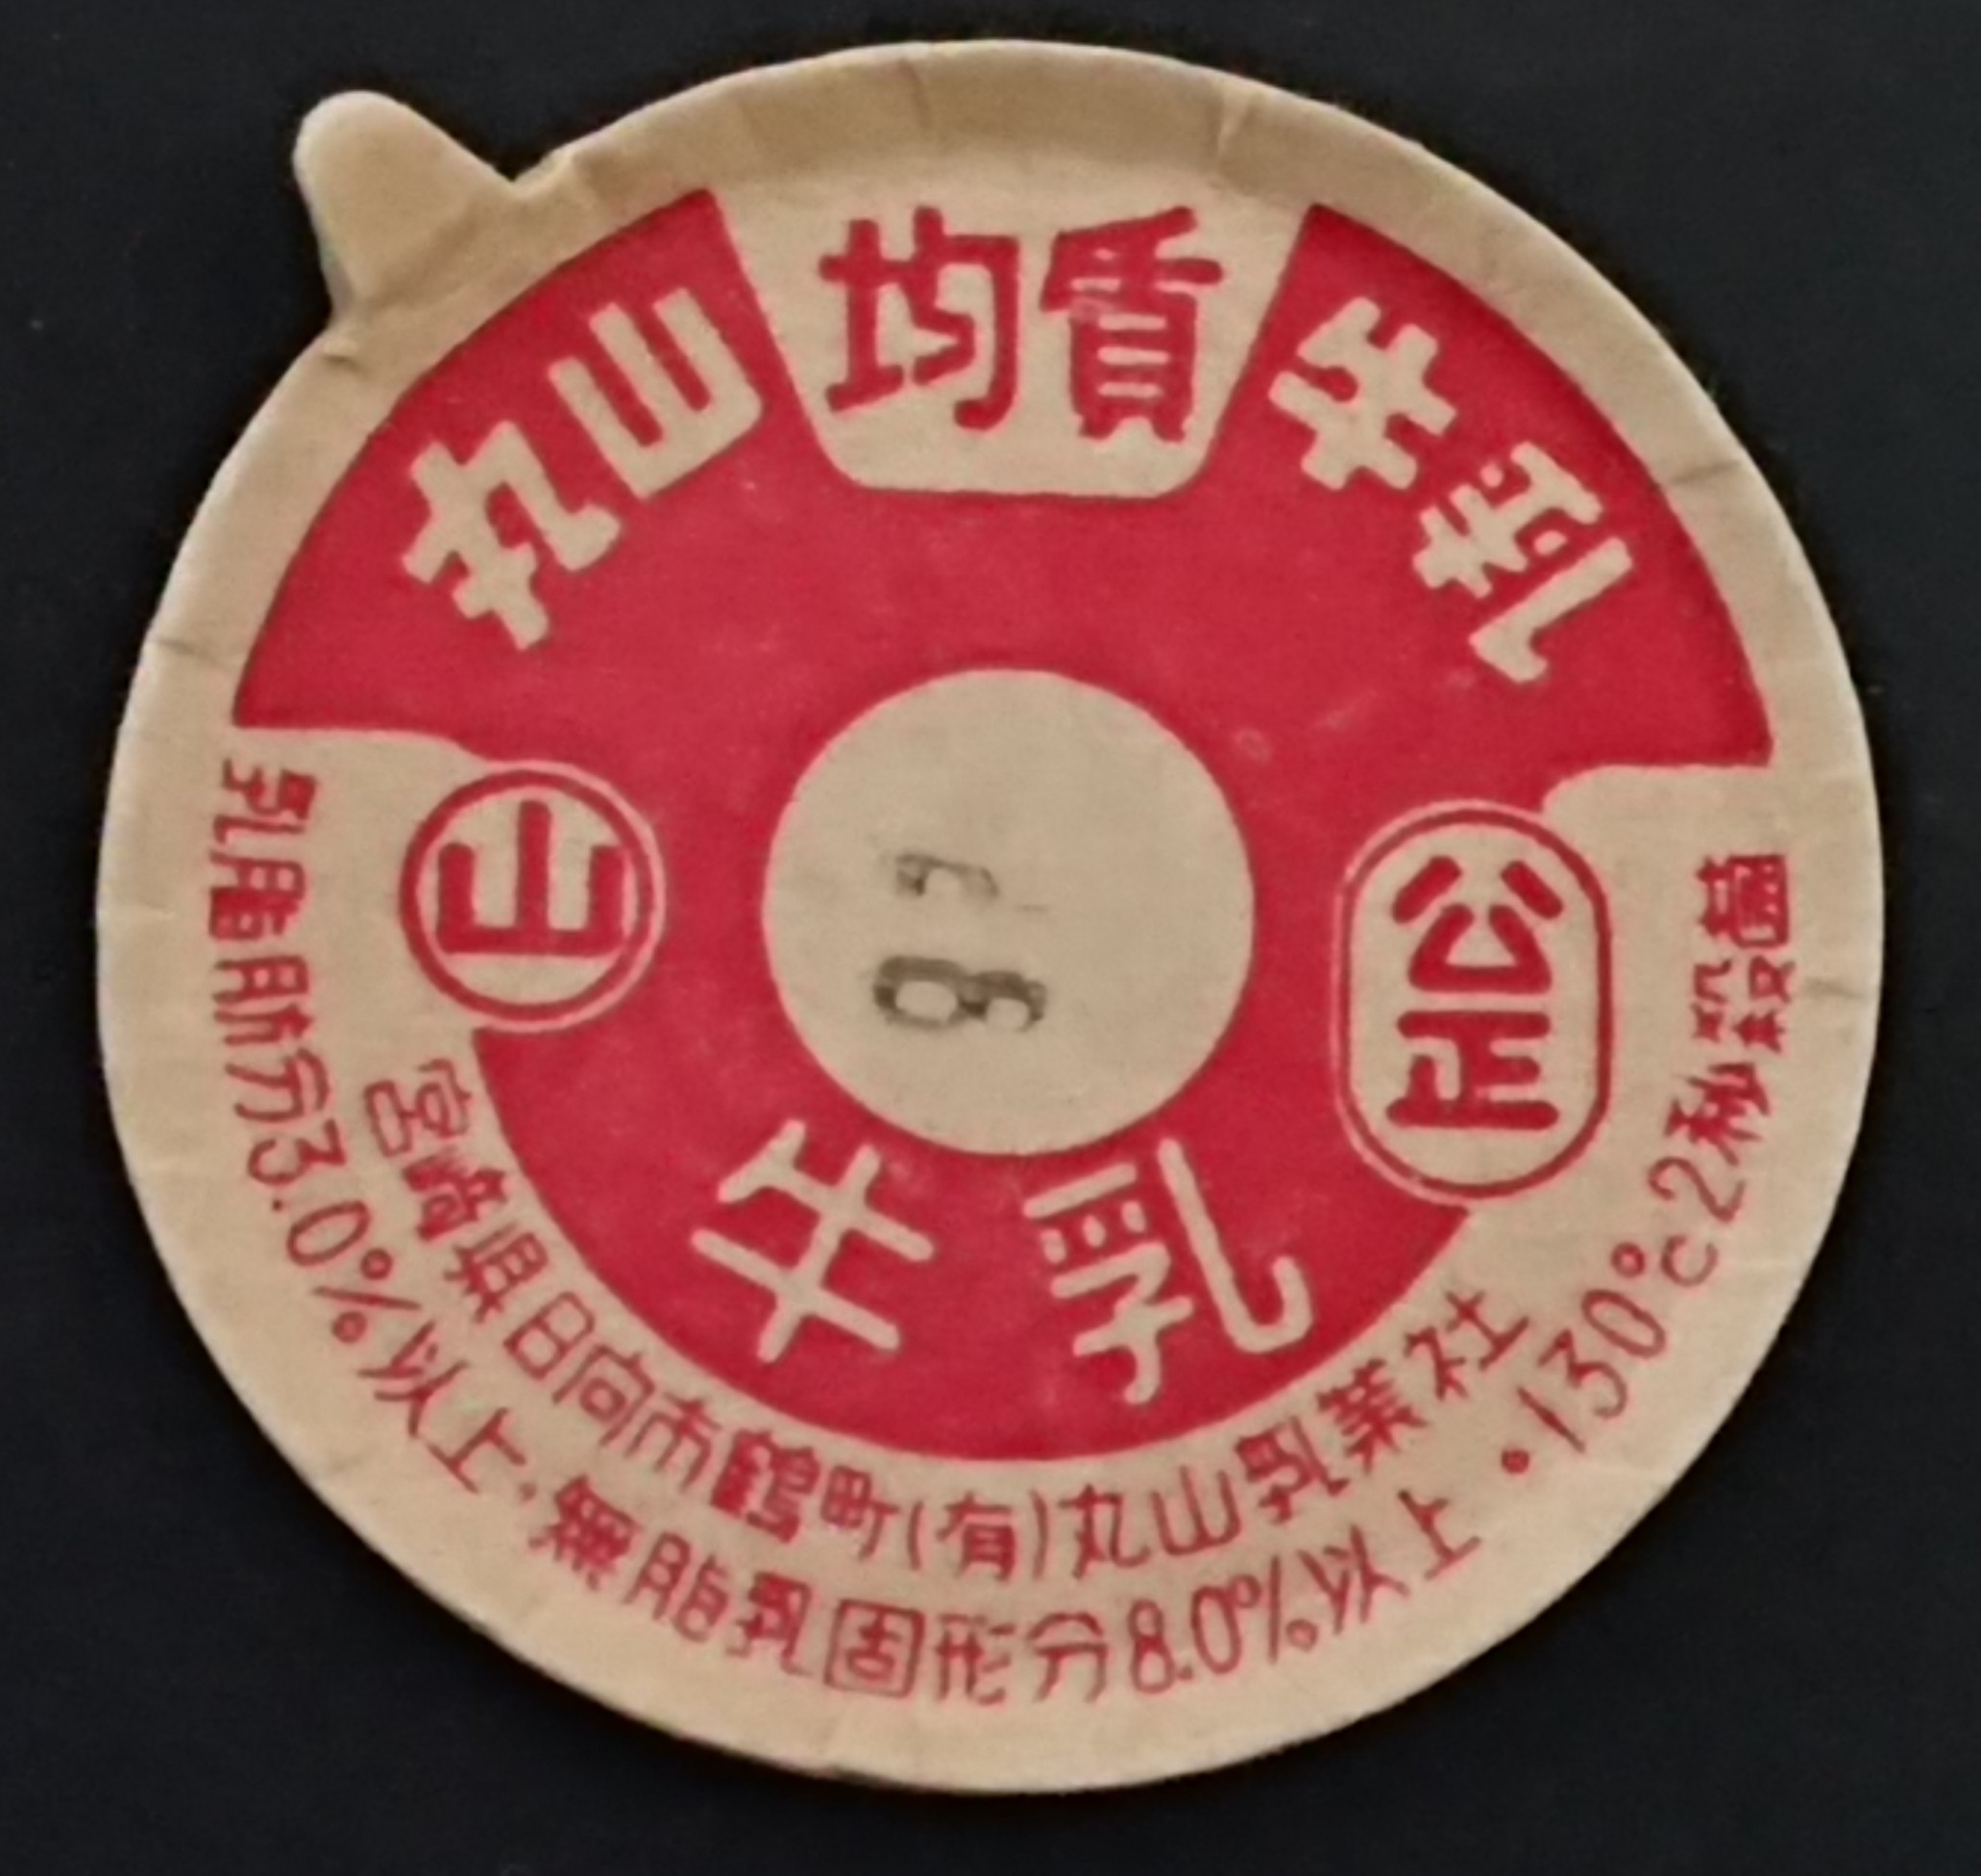 丸山 均質 牛乳
山
公正
牛乳
宮崎県日向市鶴町(有)丸山乳業社
乳脂肪分3.0%以上・無脂乳固形分8.0%以上・130°C2秒殺菌